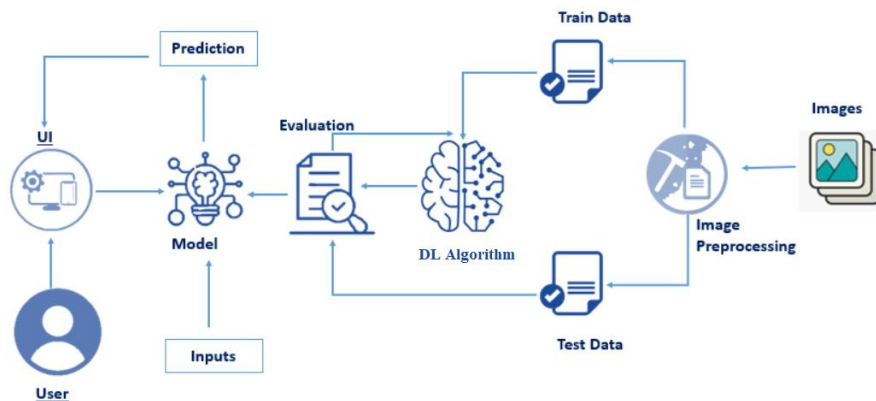 Train Data
Prediction
Images
Evaluation
UI
Model
Image
Preprocessing
DL Algorithm
Inputs
Test Data
User